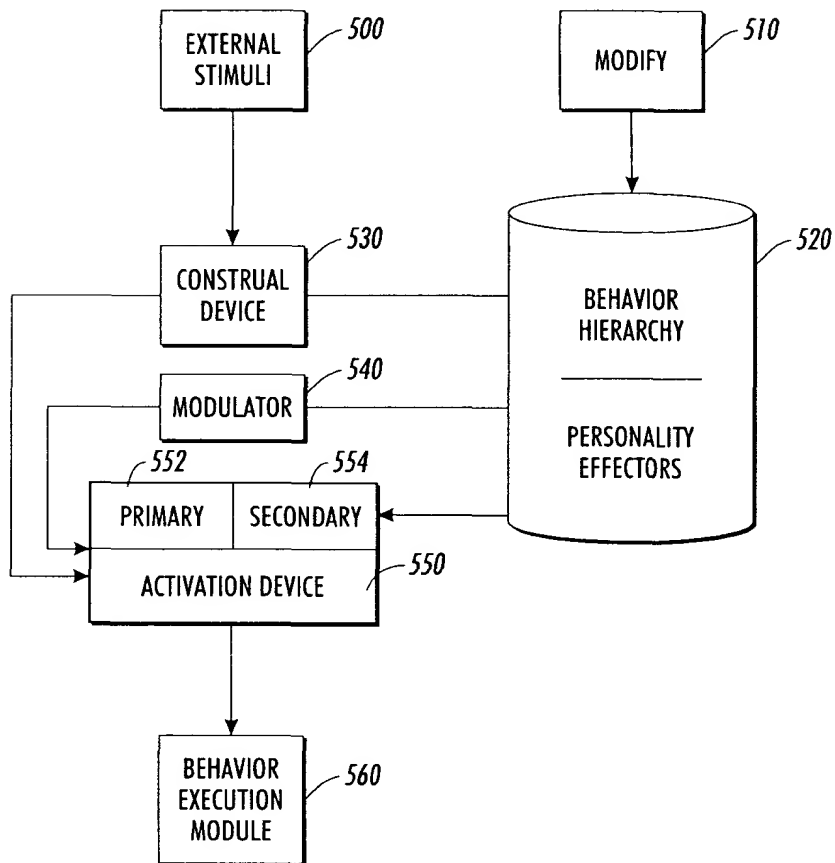 EXTERNAL
STIMULI
500
MODIFY
510
CONSTRUAL
DEVICE
530
BEHAVIOR
HIERARCHY
PERSONALITY
EFFECTORS
520
MODULATOR
540
552
554
PRIMARY
SECONDARY
ACTIVATION DEVICE
550
BEHAVIOR
EXECUTION
MODULE
560